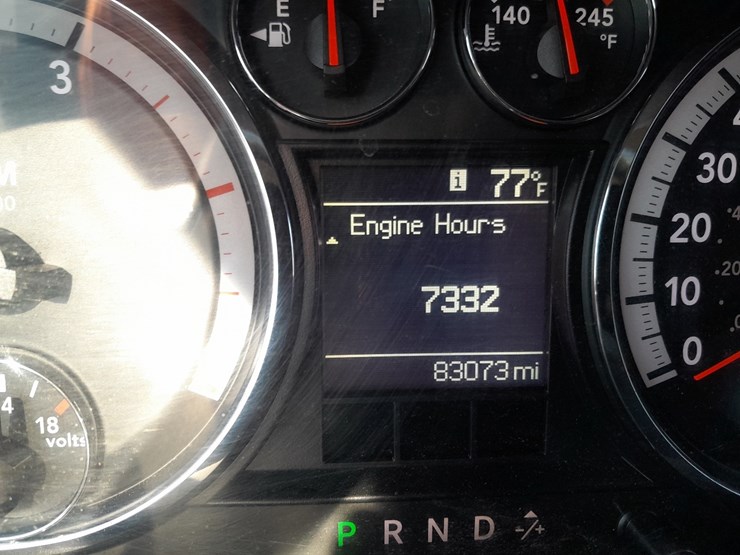 E F
140 245
°F
3
i 77°F
Engine Hours
7332
83073 mi
30
20
10
0
18
volts
P R N D -/+